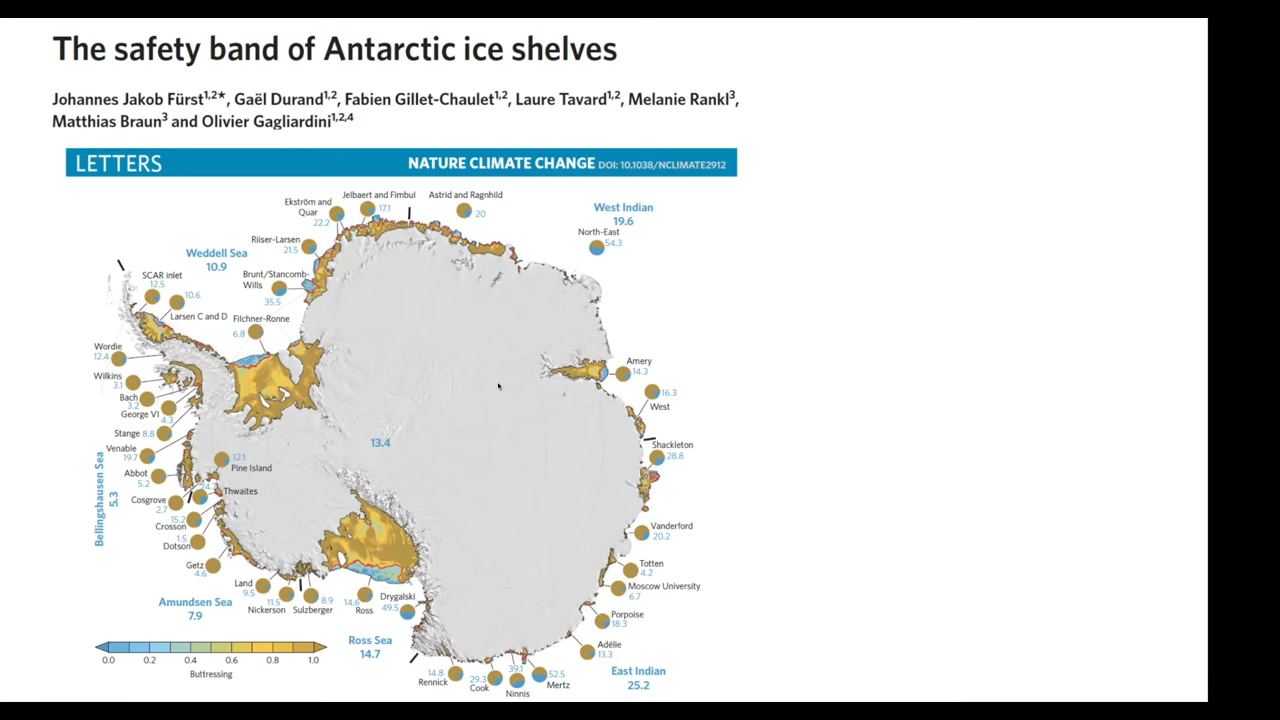 The safety band of Antarctic ice shelves
Johannes Jakob Fürst1,2*, Gaël Durand1,2, Fabien Gillet-Chaulet1,2, Laure Tavard1,2, Melanie Rankl3,
Matthias Braun3 and Olivier Gagliardini1,2,4
LETTERS
NATURE CLIMATE CHANGE DOI: 10.1038/NCLIMATE2912
Jelbaert and Fimbul
17.1
Astrid and Ragnhild
20
Ekström and
Quar
22.2
West Indian
19.6
North-East
54.3
Riiser-Larsen
21.5
Weddell Sea
10.9
Brunt/Stancomb-
Wills
35.5
SCAR inlet
12.5
10.6
Larsen C and D
Filchner-Ronne
6.8
Wordie
12.4
Amery
14.3
Wilkins
3.1
16.3
West
Bach
3.2
George VI
4.3
Stange 8.8
13.4
Shackleton
28.8
Venable
19.7
12.1
Pine Island
Bellingshausen Sea
5.3
Abbot
5.2
Thwaites
Cosgrove
2.7
15.2
Crosson
Vanderford
20.2
1.5
Dotson
Totten
4.2
Getz
4.6
Moscow University
6.7
Land
9.5
11.5
Nickerson
8.9
Sulzberger
14.6
Ross
Drygalski
49.5
Amundsen Sea
7.9
Porpoise
18.3
Ross Sea
14.7
Adélie
13.3
0.0 0.2 0.4 0.6 0.8 1.0
Buttressing
14.8
Rennick
29.3
Cook
39.1
Ninnis
52.5
Mertz
East Indian
25.2